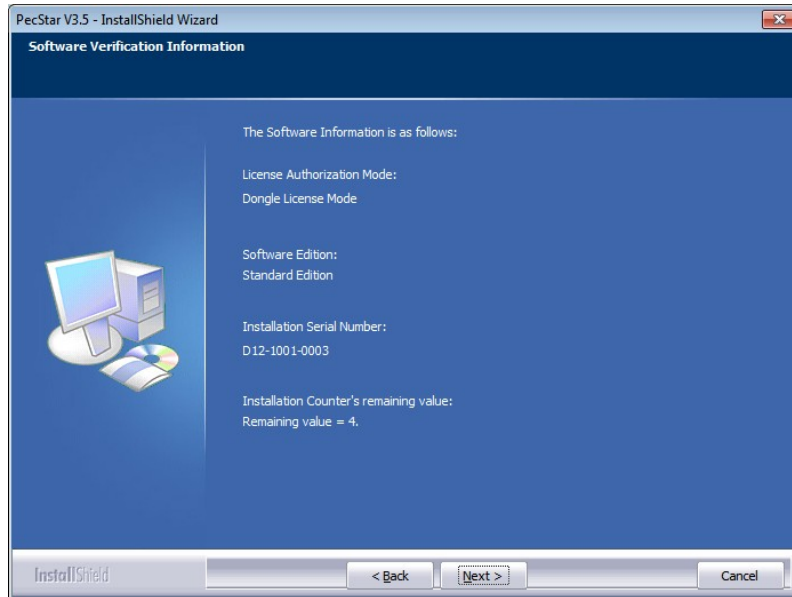 PecStar V3.5 - InstallShield Wizard
Software Verification Information
The Software Information is as follows:
License Authorization Mode:
Dongle License Mode
Software Edition:
Standard Edition
Installation Serial Number:
D12-1001-0003
Installation Counter's remaining value:
Remaining value = 4.
InstallShield
< Back
Next >
Cancel